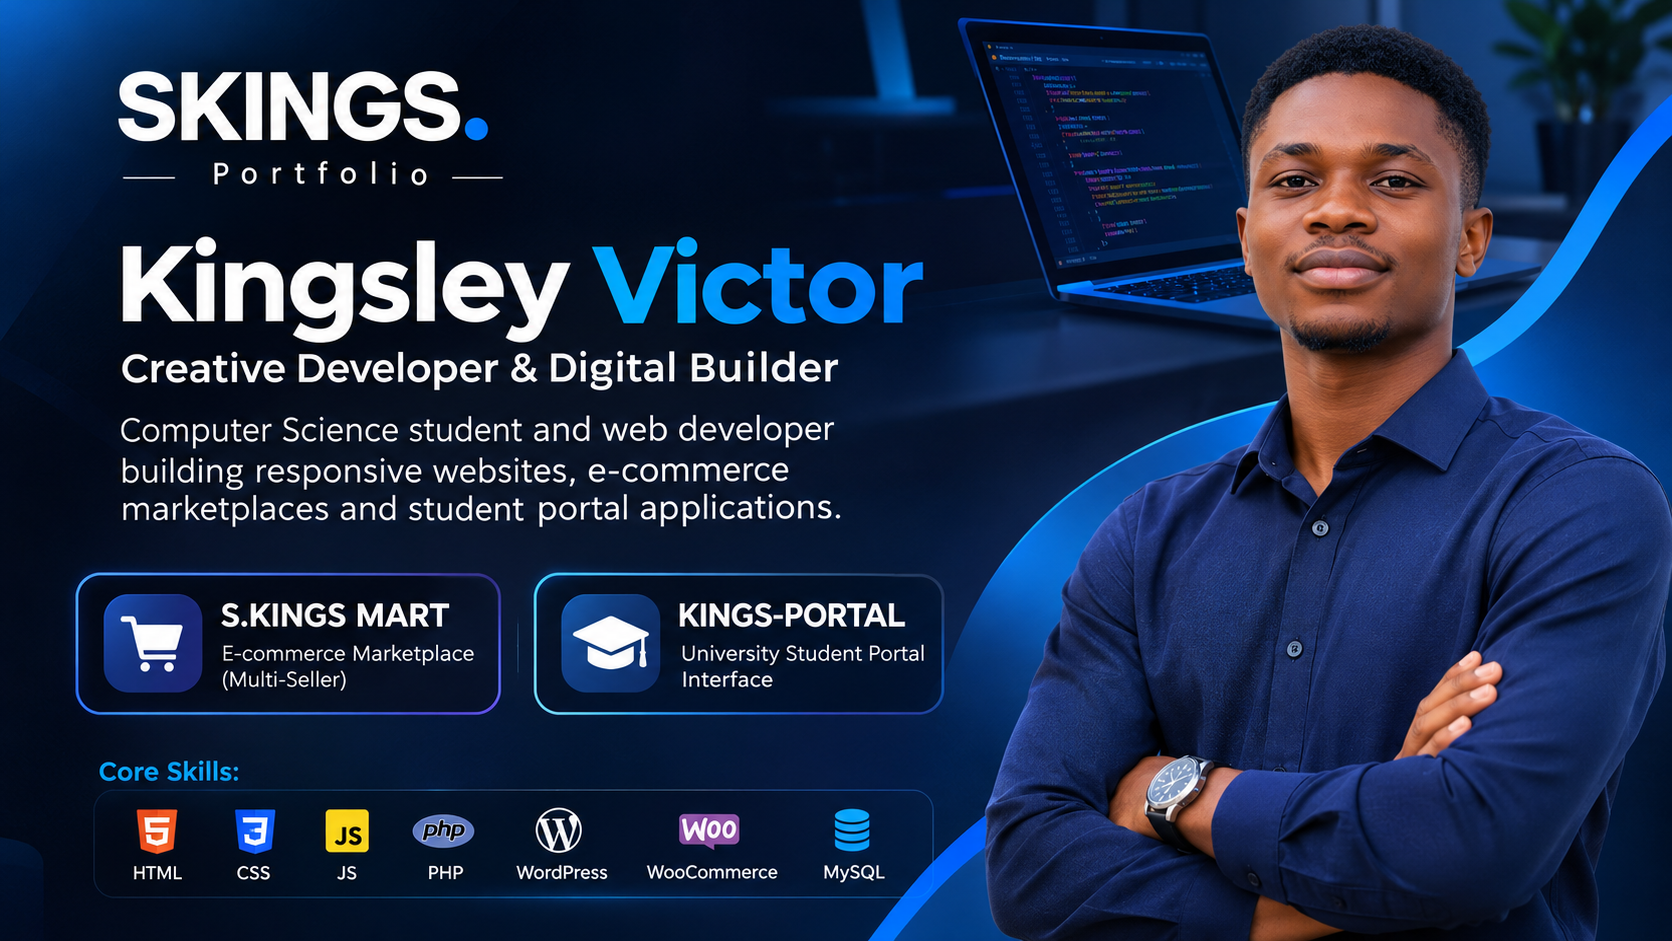 SKINGS.
Portfolio
Kingsley Victor
Creative Developer & Digital Builder
Computer Science student and web developer
building responsive websites, e-commerce
marketplaces and student portal applications.
S.KINGS MART
E-commerce Marketplace
(Multi-Seller)
KINGS-PORTAL
University Student Portal
Interface
Core Skills:
5
3
JS
php
W
WOO
HTML
CSS
JS
PHP
WordPress
WooCommerce
MySQL